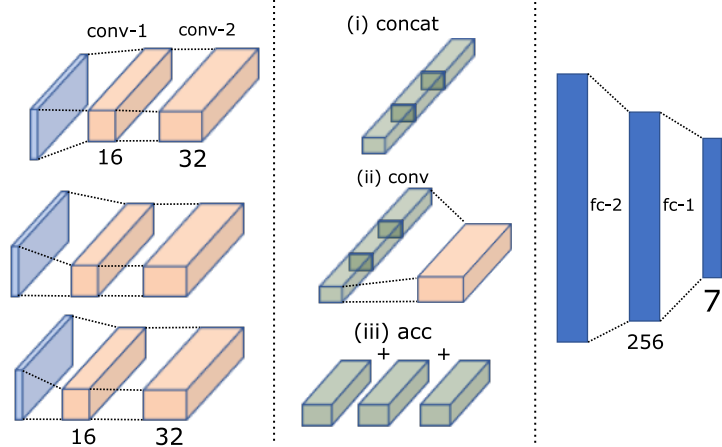 conv-1 conv-2
16 32
16 32
(i) concat
(ii) conv
(iii) acc
+ +
fc-2 fc-1
256
7